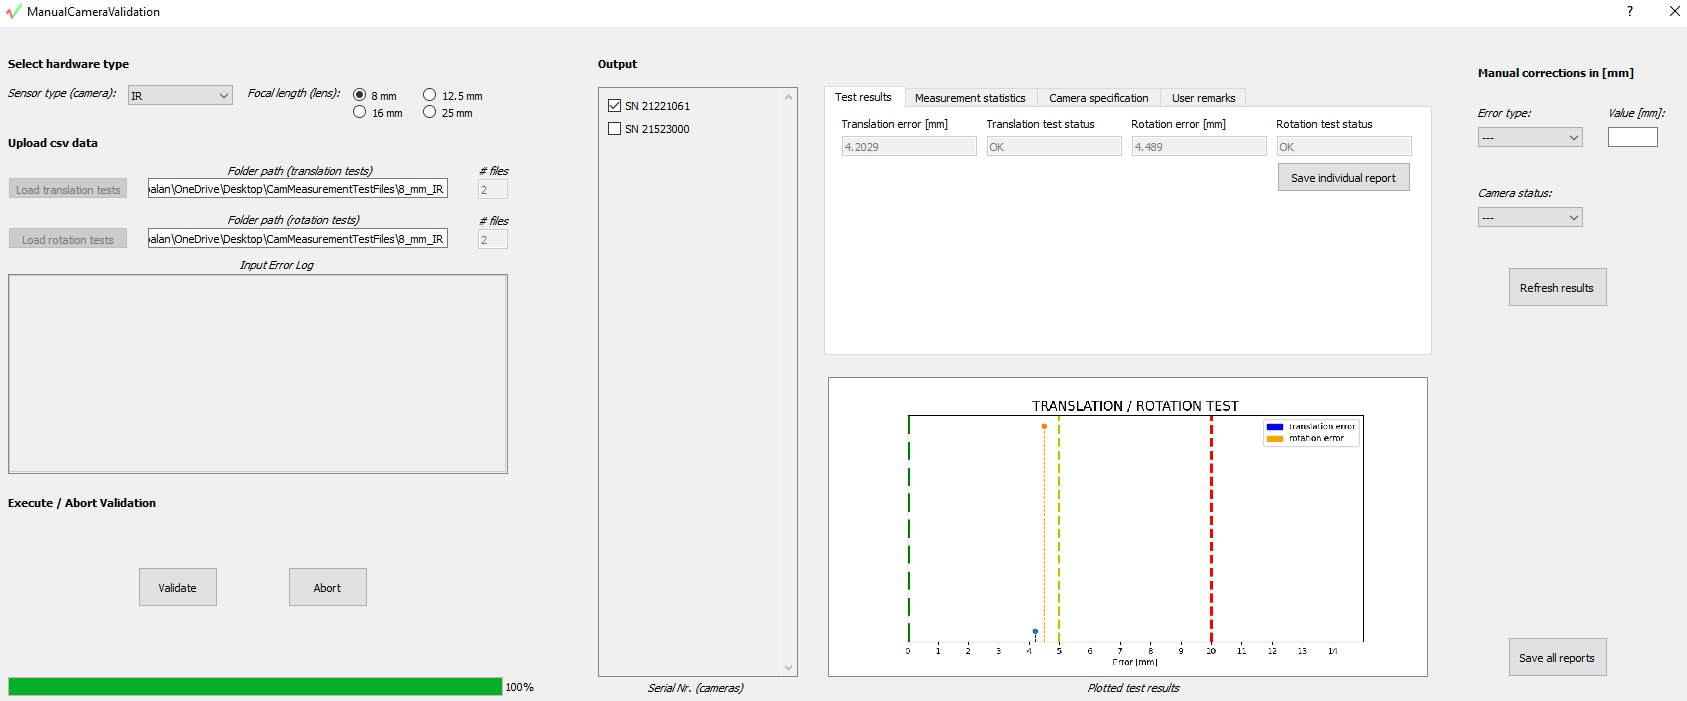 ManualCameraValidation
?
Select hardware type
Sensor type (camera):
IR
Focal length (lens):
8 mm
12.5 mm
16 mm
25 mm
Upload csv data
Folder path (translation tests)
# files
Load translation tests
alan\OneDrive\Desktop\CamMeasurementTestFiles\8_mm_IR
2
Folder path (rotation tests)
# files
Load rotation tests
alan\OneDrive\Desktop\CamMeasurementTestFiles\8_mm_IR
2
Input Error Log
Execute / Abort Validation
Validate
Abort
100%
Output
SN 21221061
SN 21523000
Serial Nr. (cameras)
Test results
Measurement statistics
Camera specification
User remarks
Translation error [mm]
Translation test status
Rotation error [mm]
Rotation test status
4.2029
OK
4.489
OK
Save individual report
TRANSLATION / ROTATION TEST
translation error
rotation error
0 1 2 3 4 5 6 7 8 9 10 11 12 13 14
Error [mm]
Plotted test results
Manual corrections in [mm]
Error type:
Value [mm]:
---
Camera status:
---
Refresh results
Save all reports